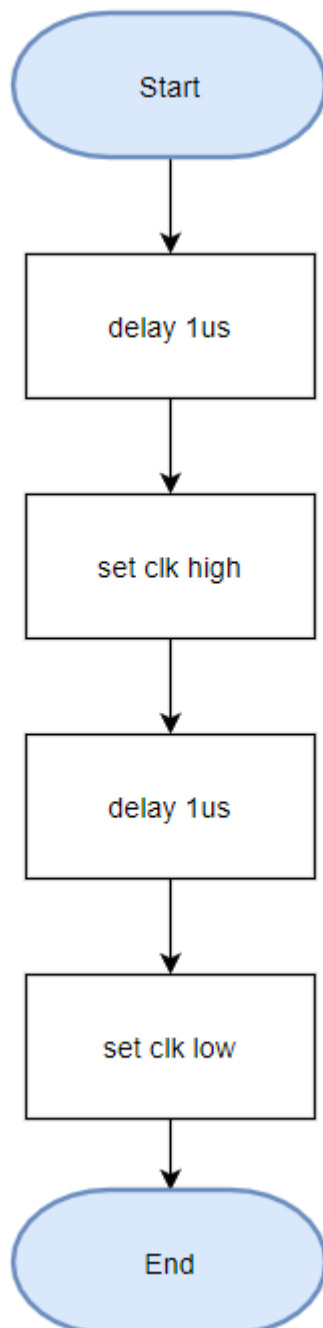 Start
delay 1us
set clk high
delay 1us
set clk low
End